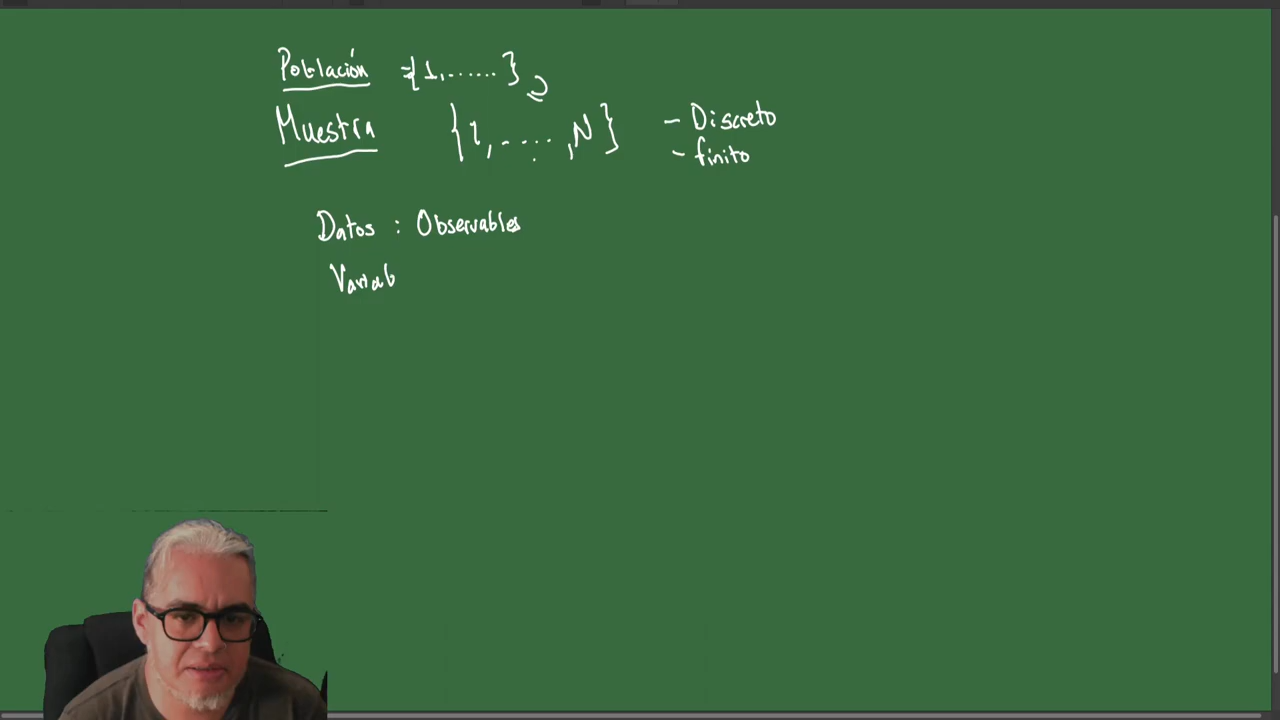 Población = {1, ...... }
Muestra { 1, ..... , N } - Discreto
- finito
Datos : Observables
Variab